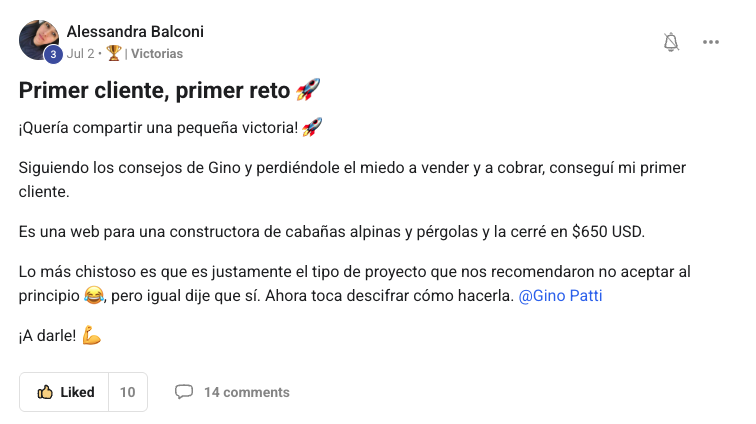 Alessandra Balconi
3 Jul 2 • 🏆 | Victorias
Primer cliente, primer reto 🚀
¡Quería compartir una pequeña victoria! 🚀
Siguiendo los consejos de Gino y perdiéndole el miedo a vender y a cobrar, conseguí mi primer
cliente.
Es una web para una constructora de cabañas alpinas y pérgolas y la cerré en $650 USD.
Lo más chistoso es que es justamente el tipo de proyecto que nos recomendaron no aceptar al
principio 😂, pero igual dije que sí. Ahora toca descifrar cómo hacerla. @Gino Patti
¡A darle! 💪
👍 Liked 10 14 comments